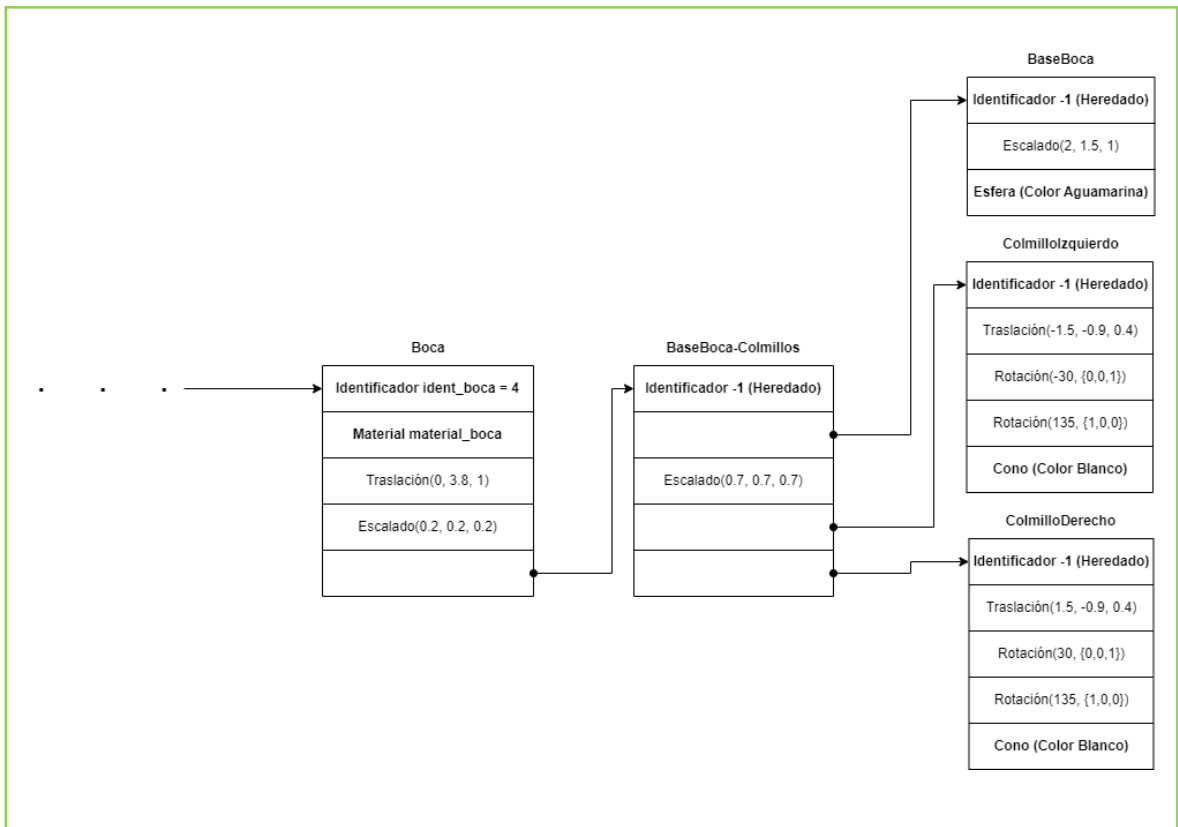 BaseBoca
Identificador -1 (Heredado)
Escalado(2, 1.5, 1)
Esfera (Color Aguamarina)
ColmilloIzquierdo
Identificador -1 (Heredado)
Traslación(-1.5, -0.9, 0.4)
Rotación(-30, {0,0,1})
Rotación(135, {1,0,0})
Cono (Color Blanco)
Boca
Identificador ident_boca = 4
Material material_boca
Traslación(0, 3.8, 1)
Escalado(0.2, 0.2, 0.2)
BaseBoca-Colmillos
Identificador -1 (Heredado)
Escalado(0.7, 0.7, 0.7)
ColmilloDerecho
Identificador -1 (Heredado)
Traslación(1.5, -0.9, 0.4)
Rotación(30, {0,0,1})
Rotación(135, {1,0,0})
Cono (Color Blanco)
. . .